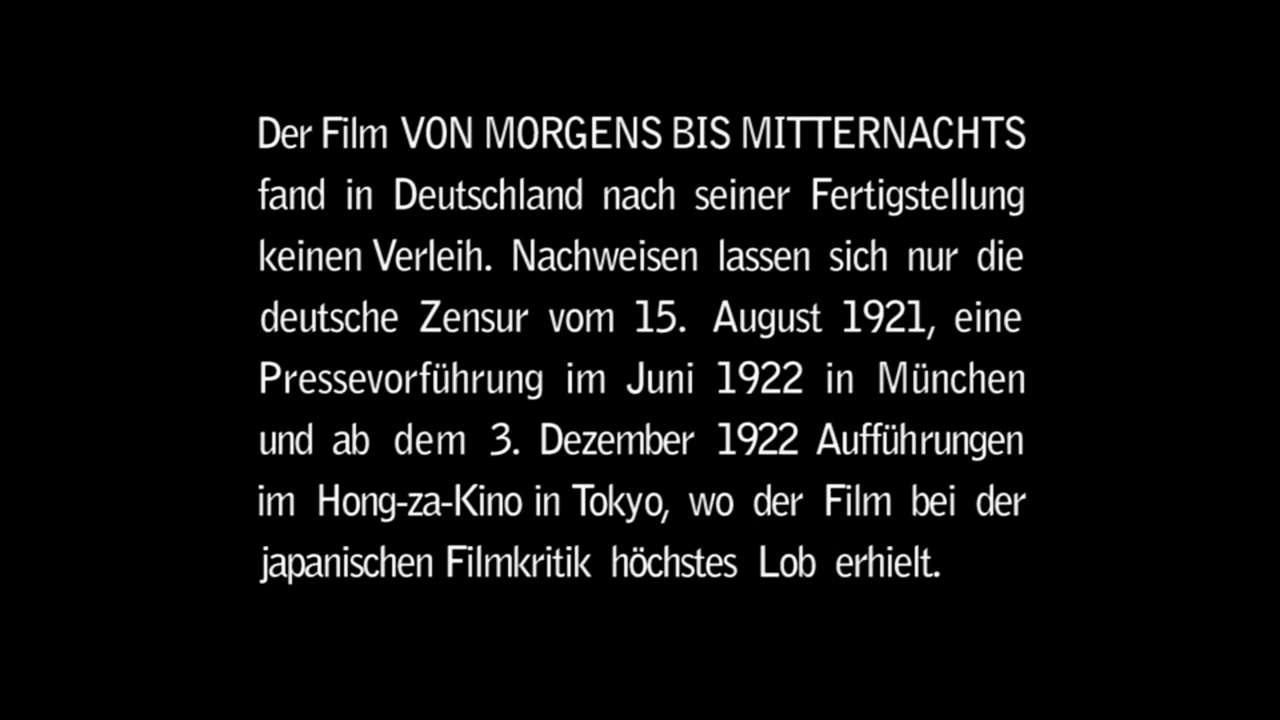 Der Film VON MORGENS BIS MITTERNACHTS
fand in Deutschland nach seiner Fertigstellung
keinen Verleih. Nachweisen lassen sich nur die
deutsche Zensur vom 15. August 1921, eine
Pressevorführung im Juni 1922 in München
und ab dem 3. Dezember 1922 Aufführungen
im Hong-za-Kino in Tokyo, wo der Film bei der
japanischen Filmkritik höchstes Lob erhielt.